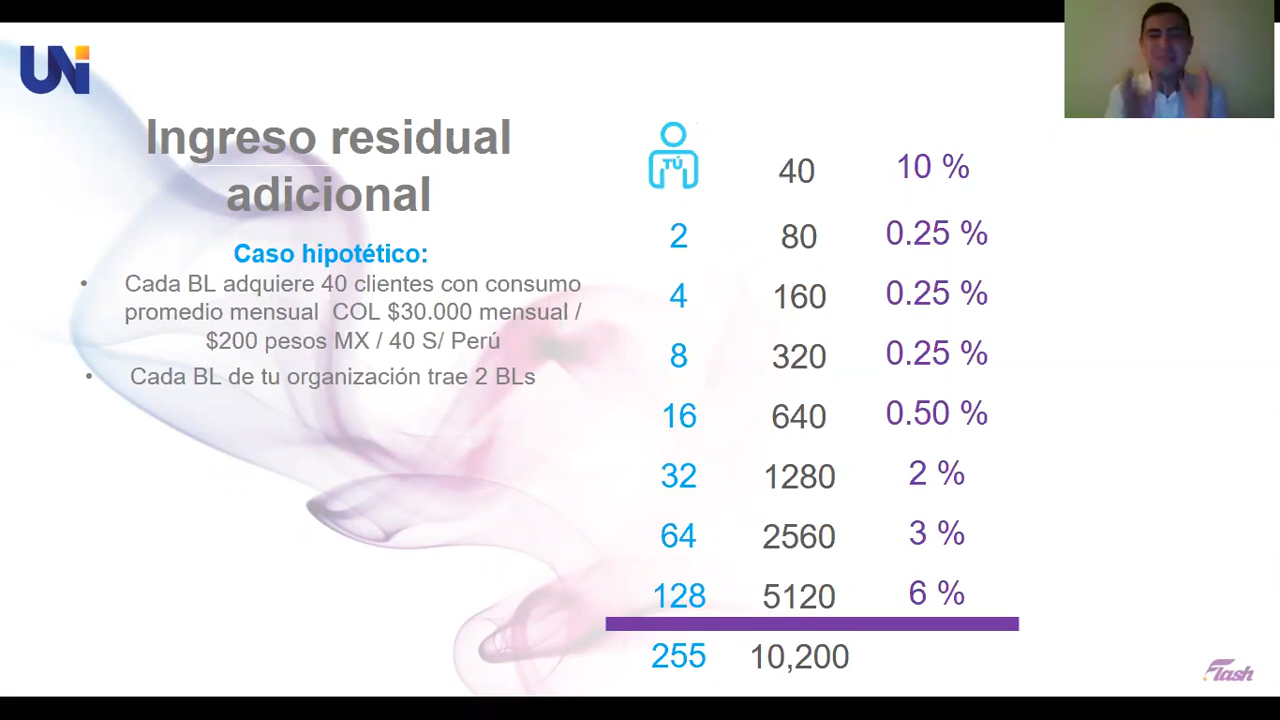 UNi
Ingreso residual
adicional
Caso hipotético:
• Cada BL adquiere 40 clientes con consumo
promedio mensual COL $30.000 mensual /
$200 pesos MX / 40 S/ Perú
• Cada BL de tu organización trae 2 BLs
TÚ 40 10 %
2 80 0.25 %
4 160 0.25 %
8 320 0.25 %
16 640 0.50 %
32 1280 2 %
64 2560 3 %
128 5120 6 %
255 10,200
Flash